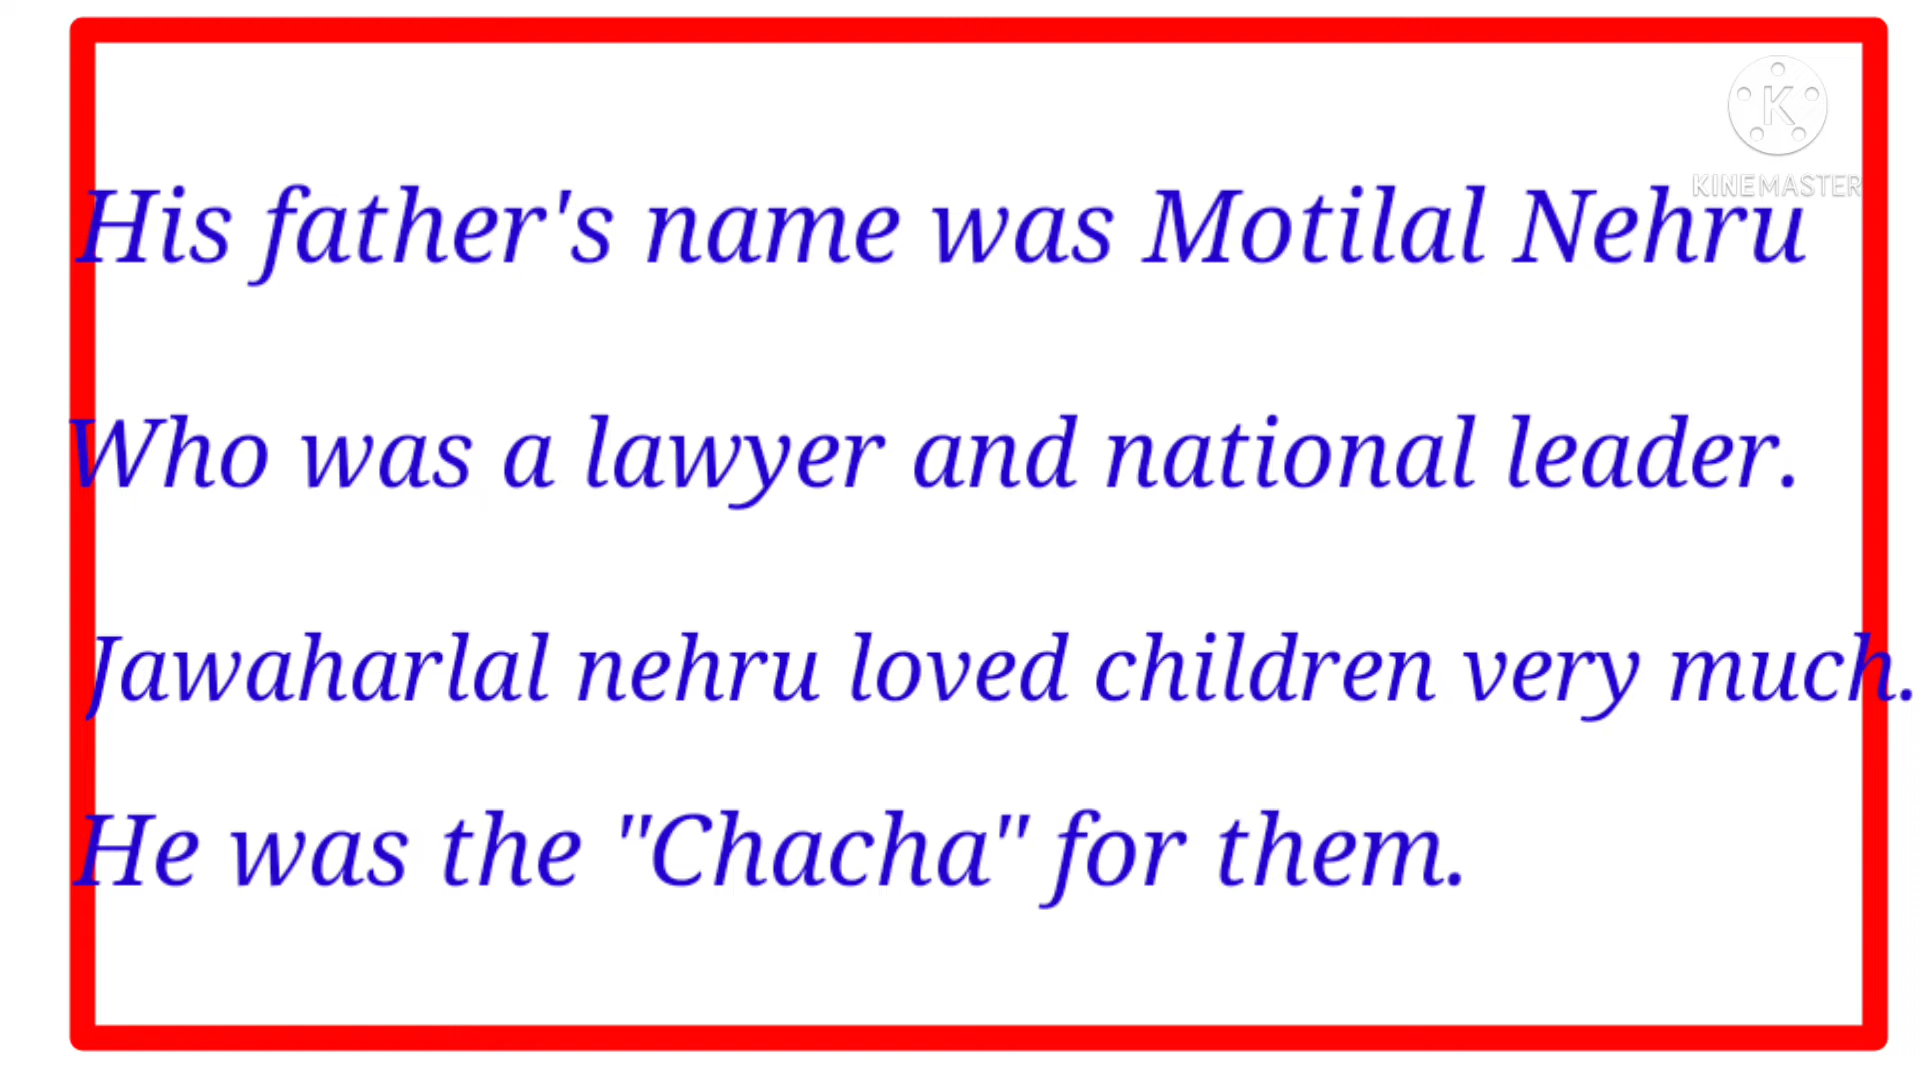 KINEMASTER
His father's name was Motilal Nehru
Who was a lawyer and national leader.
Jawaharlal nehru loved children very much.
He was the "Chacha" for them.